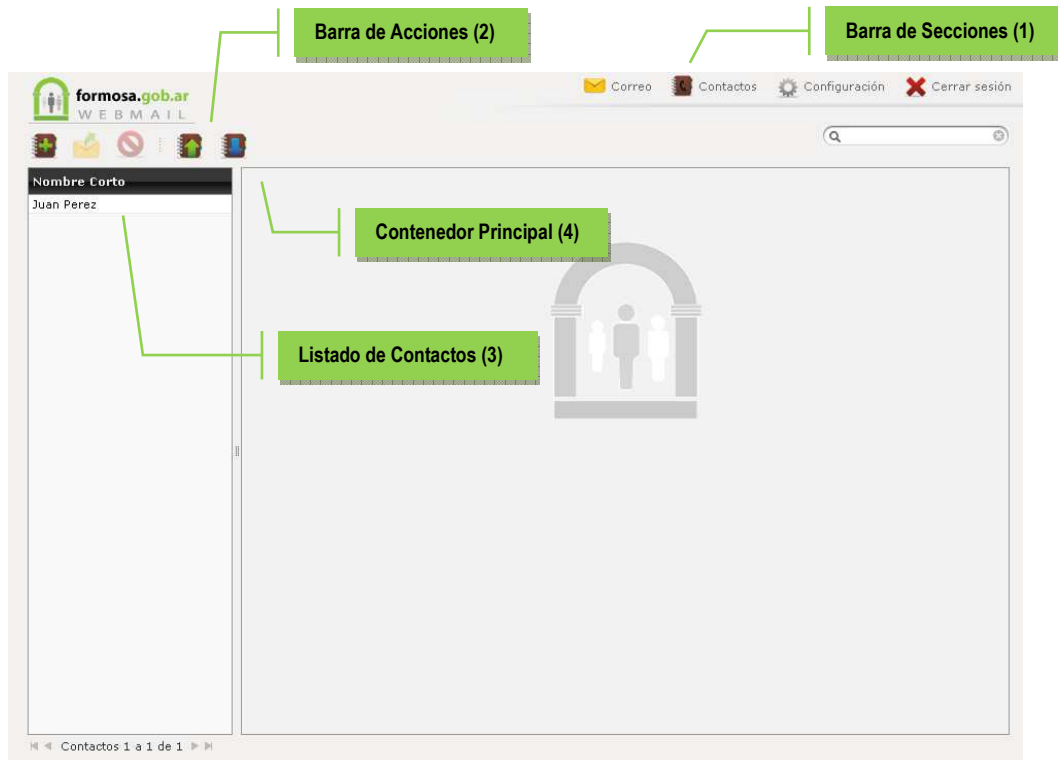 Barra de Acciones (2)
Barra de Secciones (1)
formosa.gob.ar
WEBMAIL
Correo
Contactos
Configuración
Cerrar sesión
Nombre Corto
Juan Perez
Contenedor Principal (4)
Listado de Contactos (3)
Contactos 1 a 1 de 1